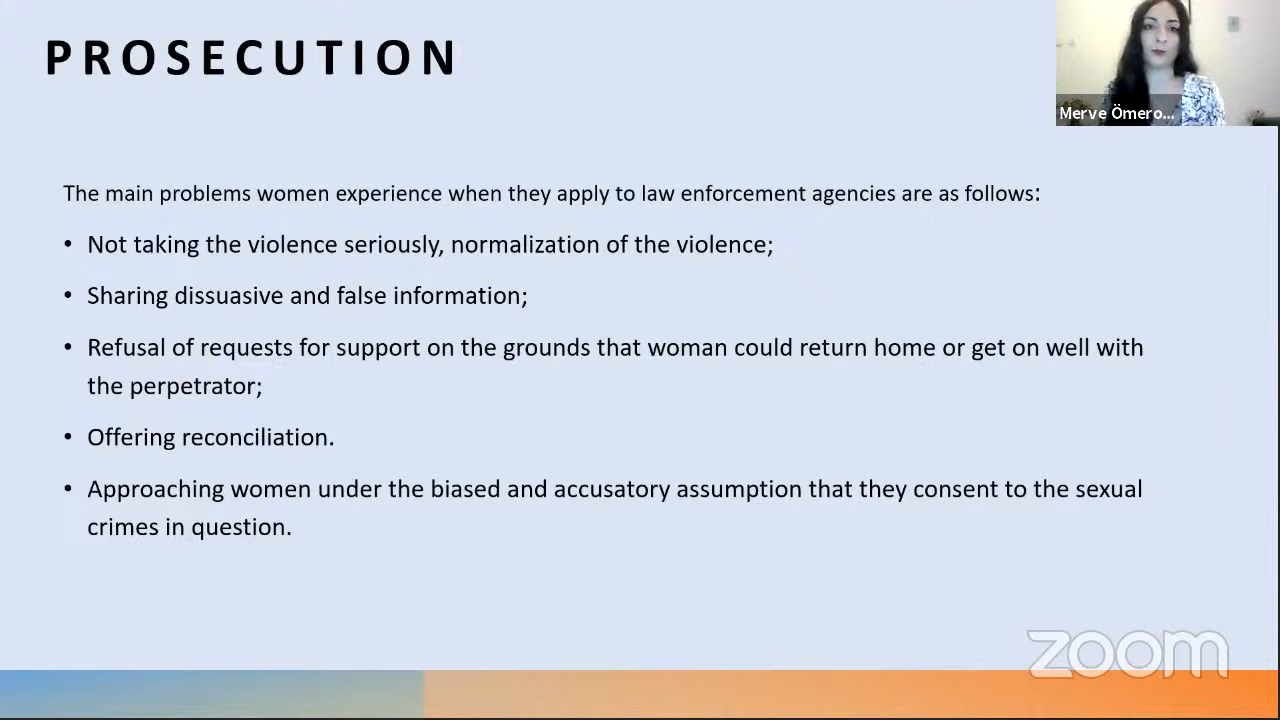 PROSECUTION
Merve Ömero...
The main problems women experience when they apply to law enforcement agencies are as follows:
• Not taking the violence seriously, normalization of the violence;
• Sharing dissuasive and false information;
• Refusal of requests for support on the grounds that woman could return home or get on well with
the perpetrator;
• Offering reconciliation.
• Approaching women under the biased and accusatory assumption that they consent to the sexual
crimes in question.
zoom